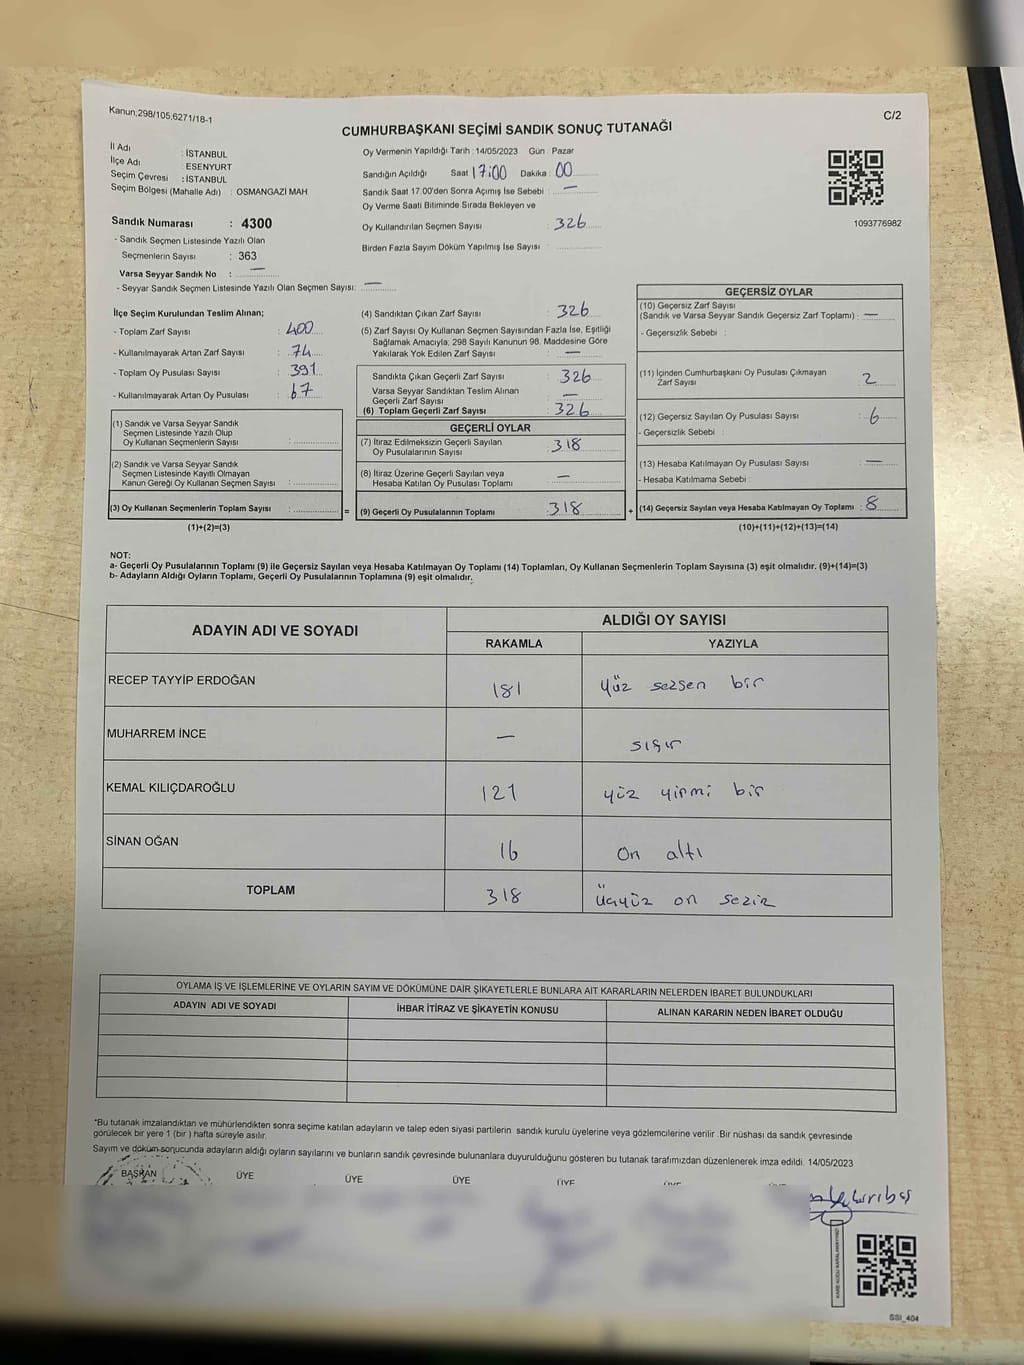 Kanun;298/105,6271/18-1
C/2
CUMHURBAŞKANI SEÇİMİ SANDIK SONUÇ TUTANAĞI
İl Adı : İSTANBUL
İlçe Adı : ESENYURT
Seçim Çevresi : İSTANBUL
Seçim Bölgesi (Mahalle Adı) : OSMANGAZİ MAH
Oy Vermenin Yapıldığı Tarih : 14/05/2023 Gün : Pazar
Sandığın Açıldığı Saat 17:00 Dakika : 00
Sandık Saat 17.00'den Sonra Açımış İse Sebebi : —
Oy Verme Saati Bitiminde Sırada Bekleyen ve
Oy Kullandırılan Seçmen Sayısı : 326
Birden Fazla Sayım Döküm Yapılmış İse Sayısı :
1093776982
Sandık Numarası : 4300
- Sandık Seçmen Listesinde Yazılı Olan
Seçmenlerin Sayısı : 363
Varsa Seyyar Sandık No : —
- Seyyar Sandık Seçmen Listesinde Yazılı Olan Seçmen Sayısı: —
İlçe Seçim Kurulundan Teslim Alınan;
- Toplam Zarf Sayısı : 400
- Kullanılmayarak Artan Zarf Sayısı : 74
- Toplam Oy Pusulası Sayısı : 391
- Kullanılmayarak Artan Oy Pusulası : 67
(1) Sandık ve Varsa Seyyar Sandık
Seçmen Listesinde Yazılı Olup
Oy Kullanan Seçmenlerin Sayısı :
(2) Sandık ve Varsa Seyyar Sandık
Seçmen Listesinde Kayıtlı Olmayan
Kanun Gereği Oy Kullanan Seçmen Sayısı :
(3) Oy Kullanan Seçmenlerin Toplam Sayısı :
(1)+(2)=(3)
(4) Sandıktan Çıkan Zarf Sayısı : 326
(5) Zarf Sayısı Oy Kullanan Seçmen Sayısından Fazla İse, Eşitliği
Sağlamak Amacıyla; 298 Sayılı Kanunun 98. Maddesine Göre
Yakılarak Yok Edilen Zarf Sayısı : —
Sandıkta Çıkan Geçerli Zarf Sayısı : 326
Varsa Seyyar Sandıktan Teslim Alınan
Geçerli Zarf Sayısı : —
(6) Toplam Geçerli Zarf Sayısı : 326
GEÇERLİ OYLAR
(7) İtiraz Edilmeksizin Geçerli Sayılan
Oy Pusulalarının Sayısı : 318
(8) İtiraz Üzerine Geçerli Sayılan veya
Hesaba Katılan Oy Pusulası Toplamı : —
= (9) Geçerli Oy Pusulalarının Toplamı : 318
GEÇERSİZ OYLAR
(10) Geçersiz Zarf Sayısı
(Sandık ve Varsa Seyyar Sandık Geçersiz Zarf Toplamı) : —
- Geçersizlik Sebebi :
(11) İçinden Cumhurbaşkanı Oy Pusulası Çıkmayan
Zarf Sayısı : 2
(12) Geçersiz Sayılan Oy Pusulası Sayısı : 6
- Geçersizlik Sebebi :
(13) Hesaba Katılmayan Oy Pusulası Sayısı : —
- Hesaba Katılmama Sebebi :
+ (14) Geçersiz Sayılan veya Hesaba Katılmayan Oy Toplamı : 8
(10)+(11)+(12)+(13)=(14)
NOT:
a- Geçerli Oy Pusulalarının Toplamı (9) ile Geçersiz Sayılan veya Hesaba Katılmayan Oy Toplamı (14) Toplamları, Oy Kullanan Seçmenlerin Toplam Sayısına (3) eşit olmalıdır. (9)+(14)=(3)
b- Adayların Aldığı Oyların Toplamı, Geçerli Oy Pusulalarının Toplamına (9) eşit olmalıdır.
ADAYIN ADI VE SOYADI
ALDIĞI OY SAYISI
RAKAMLA YAZIYLA
RECEP TAYYİP ERDOĞAN 181 yüz sezsen bir
MUHARREM İNCE — sıfır
KEMAL KILIÇDAROĞLU 121 yüz yirmi bir
SİNAN OĞAN 16 on altı
TOPLAM 318 üçyüz on seziz
OYLAMA İŞ VE İŞLEMLERİNE VE OYLARIN SAYIM VE DÖKÜMÜNE DAİR ŞİKAYETLERLE BUNLARA AİT KARARLARIN NELERDEN İBARET BULUNDUKLARI
ADAYIN ADI VE SOYADI İHBAR İTİRAZ VE ŞİKAYETİN KONUSU ALINAN KARARIN NEDEN İBARET OLDUĞU
*Bu tutanak imzalandıktan ve mühürlendikten sonra seçime katılan adayların ve talep eden siyasi partilerin sandık kurulu üyelerine veya gözlemcilerine verilir. Bir nüshası da sandık çevresinde
görülecek bir yere 1 (bir) hafta süreyle asılır.
Sayım ve döküm sonucunda adayların aldığı oyların sayılarını ve bunların sandık çevresinde bulunanlara duyurulduğunu gösteren bu tutanak tarafımızdan düzenlenerek imza edildi. 14/05/2023
BAŞKAN ÜYE ÜYE ÜYE ÜYE
SSI_404